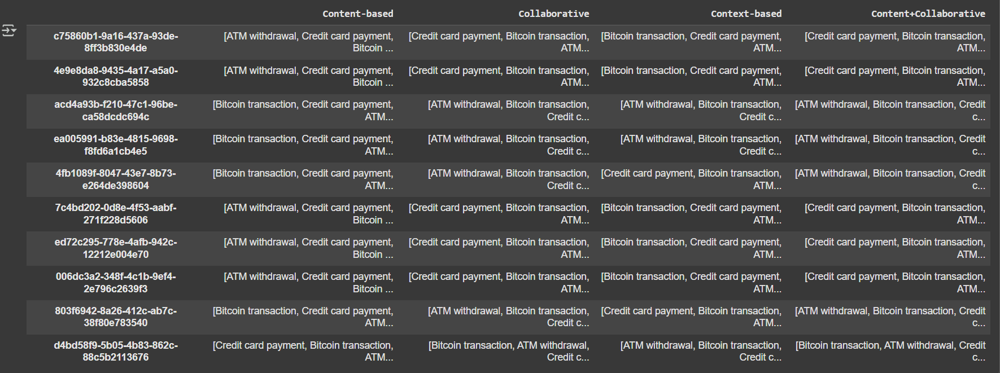 Content-based Collaborative Context-based Content+Collaborative
c75860b1-9a16-437a-93de- [ATM withdrawal, Credit card payment, [Credit card payment, Bitcoin transaction, [Bitcoin transaction, Credit card payment, [Credit card payment, Bitcoin transaction,
8ff3b830e4de Bitcoin ... ATM... ATM... ATM...
4e9e8da8-9435-4a17-a5a0- [ATM withdrawal, Credit card payment, [Credit card payment, Bitcoin transaction, [Bitcoin transaction, Credit card payment, [Credit card payment, Bitcoin transaction,
932c8cba5858 Bitcoin ... ATM... ATM... ATM...
acd4a93b-f210-47c1-96be- [Bitcoin transaction, Credit card payment, [ATM withdrawal, Bitcoin transaction, [ATM withdrawal, Bitcoin transaction, [ATM withdrawal, Bitcoin transaction, Credit
ca58dcdc694c ATM... Credit c... Credit c... c...
ea005991-b83e-4815-9698- [Bitcoin transaction, Credit card payment, [ATM withdrawal, Bitcoin transaction, [ATM withdrawal, Bitcoin transaction, [ATM withdrawal, Bitcoin transaction, Credit
f8fd6a1cb4e5 ATM... Credit c... Credit c... c...
4fb1089f-8047-43e7-8b73- [Bitcoin transaction, Credit card payment, [ATM withdrawal, Bitcoin transaction, [Credit card payment, Bitcoin transaction, [ATM withdrawal, Bitcoin transaction, Credit
e264de398604 ATM... Credit c... ATM... c...
7c4bd202-0d8e-4f53-aabf- [ATM withdrawal, Credit card payment, [Credit card payment, Bitcoin transaction, [Bitcoin transaction, Credit card payment, [Credit card payment, Bitcoin transaction,
271f228d5606 Bitcoin ... ATM... ATM... ATM...
ed72c295-778e-4afb-942c- [ATM withdrawal, Credit card payment, [Credit card payment, Bitcoin transaction, [Bitcoin transaction, Credit card payment, [Credit card payment, Bitcoin transaction,
12212e004e70 Bitcoin ... ATM... ATM... ATM...
006dc3a2-348f-4c1b-9ef4- [ATM withdrawal, Credit card payment, [Credit card payment, Bitcoin transaction, [Bitcoin transaction, Credit card payment, [Credit card payment, Bitcoin transaction,
2e796c2639f3 Bitcoin ... ATM... ATM... ATM...
803f6942-8a26-412c-ab7c- [Bitcoin transaction, Credit card payment, [ATM withdrawal, Bitcoin transaction, [Credit card payment, Bitcoin transaction, [ATM withdrawal, Bitcoin transaction, Credit
38f80e783540 ATM... Credit c... ATM... c...
d4bd58f9-5b05-4b83-862c- [Credit card payment, Bitcoin transaction, [Bitcoin transaction, ATM withdrawal, [ATM withdrawal, Bitcoin transaction, [Bitcoin transaction, ATM withdrawal, Credit
88c5b2113676 ATM... Credit c... Credit c... c...